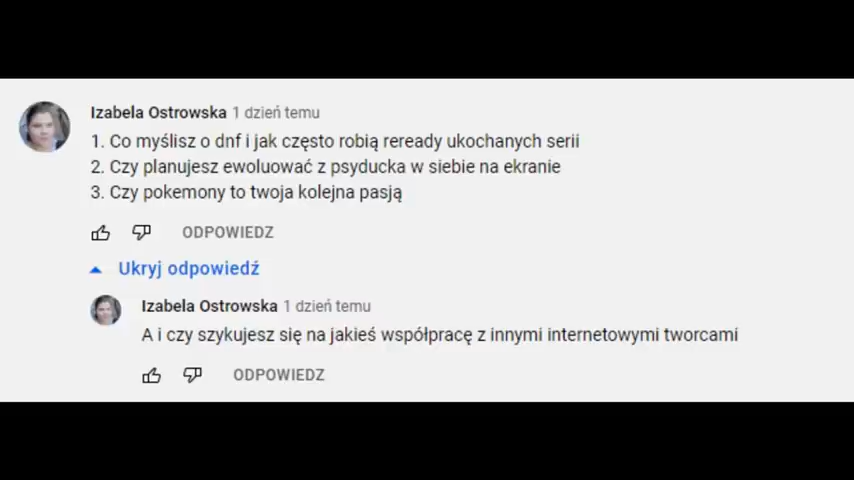 Izabela Ostrowska 1 dzień temu
1. Co myślisz o dnf i jak często robią reready ukochanych serii
2. Czy planujesz ewoluować z psyducka w siebie na ekranie
3. Czy pokemony to twoja kolejna pasją
ODPOWIEDZ
Ukryj odpowiedź
Izabela Ostrowska 1 dzień temu
A i czy szykujesz się na jakieś współpracę z innymi internetowymi tworcami
ODPOWIEDZ